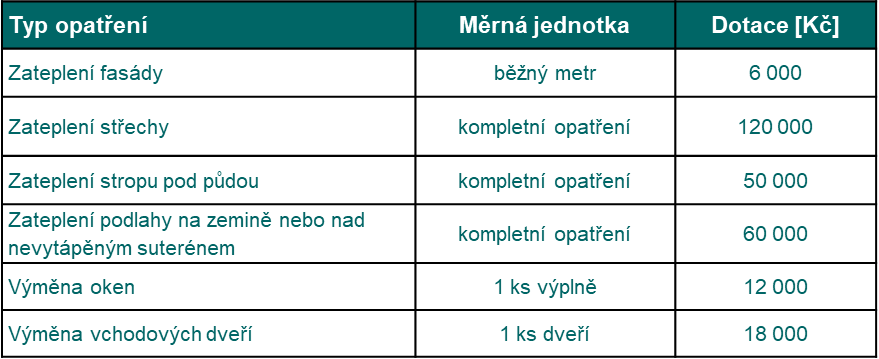 Typ opatření Měrná jednotka Dotace [Kč]
Zateplení fasády běžný metr 6 000
Zateplení střechy kompletní opatření 120 000
Zateplení stropu pod půdou kompletní opatření 50 000
Zateplení podlahy na zemině nebo nad
nevytápěným suterénem kompletní opatření 60 000
Výměna oken 1 ks výplně 12 000
Výměna vchodových dveří 1 ks dveří 18 000